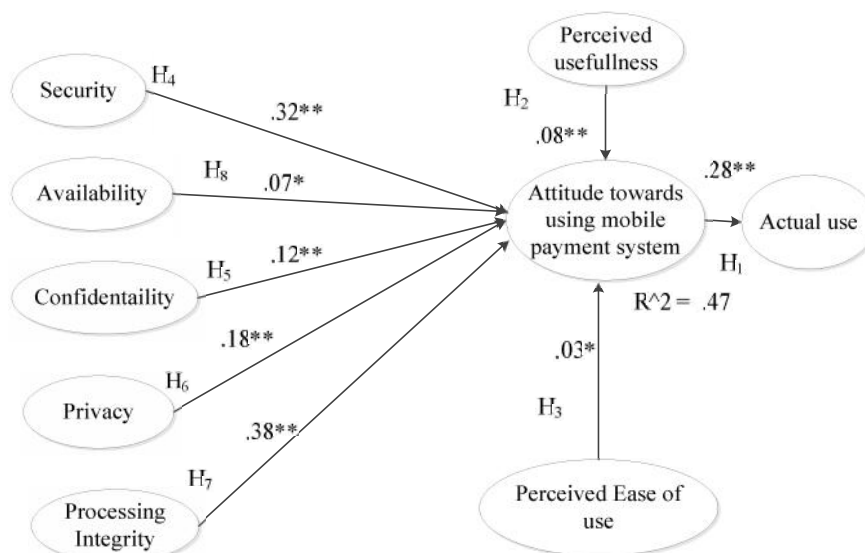 Perceived
usefullness
H2
.08**
Security
H4
.32**
Availability
H8
.07*
Confidentaility
H5
.12**
Privacy
H6
.18**
Processing
Integrity
H7
.38**
Attitude towards
using mobile
payment system
.28**
H1
Actual use
R^2 = .47
.03*
H3
Perceived Ease of
use